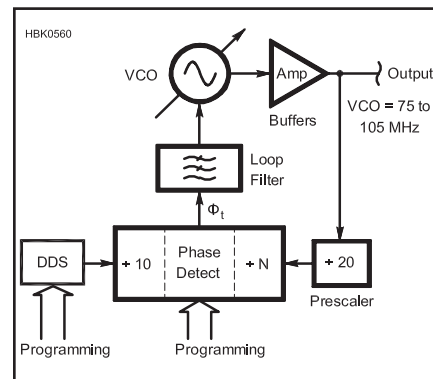 HBK0560
VCO
Amp
Output
Buffers
VCO = 75 to
105 MHz
Loop
Filter
Φt
DDS
÷ 10
Phase
Detect
÷ N
÷ 20
Prescaler
Programming
Programming